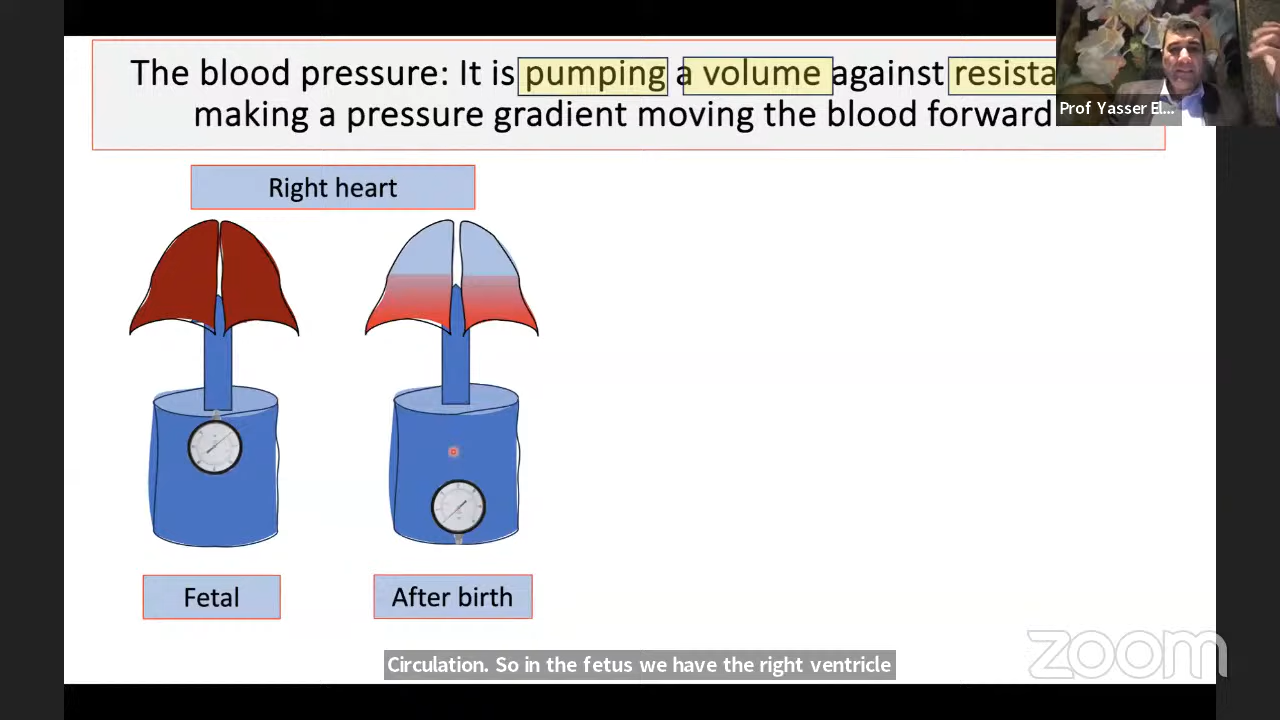 The blood pressure: It is pumping a volume against
making a pressure gradient moving the blood forward
Prof Yasser El...
Right heart
Fetal
After birth
Circulation. So in the fetus we have the right ventricle
zoom